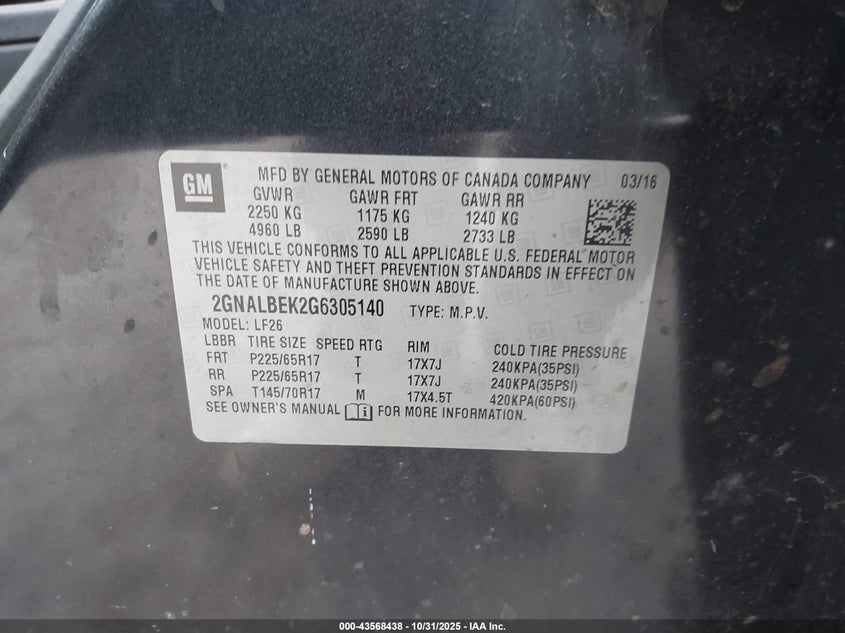 GM ® MFD BY GENERAL MOTORS OF CANADA COMPANY 03/16
GVWR GAWR FRT GAWR RR
2250 KG 1175 KG 1240 KG
4960 LB 2590 LB 2733 LB
THIS VEHICLE CONFORMS TO ALL APPLICABLE U.S. FEDERAL MOTOR
VEHICLE SAFETY AND THEFT PREVENTION STANDARDS IN EFFECT ON
THE DATE OF MANUFACTURE SHOWN ABOVE.
2GNALBEK2G6305140 TYPE: M.P.V.
MODEL: LF26
LBBR TIRE SIZE SPEED RTG RIM COLD TIRE PRESSURE
FRT P225/65R17 T 17X7J 240KPA(35PSI)
RR P225/65R17 T 17X7J 240KPA(35PSI)
SPA T145/70R17 M 17X4.5T 420KPA(60PSI)
SEE OWNER'S MANUAL FOR MORE INFORMATION.
000-43568438 - 10/31/2025 - IAA Inc.